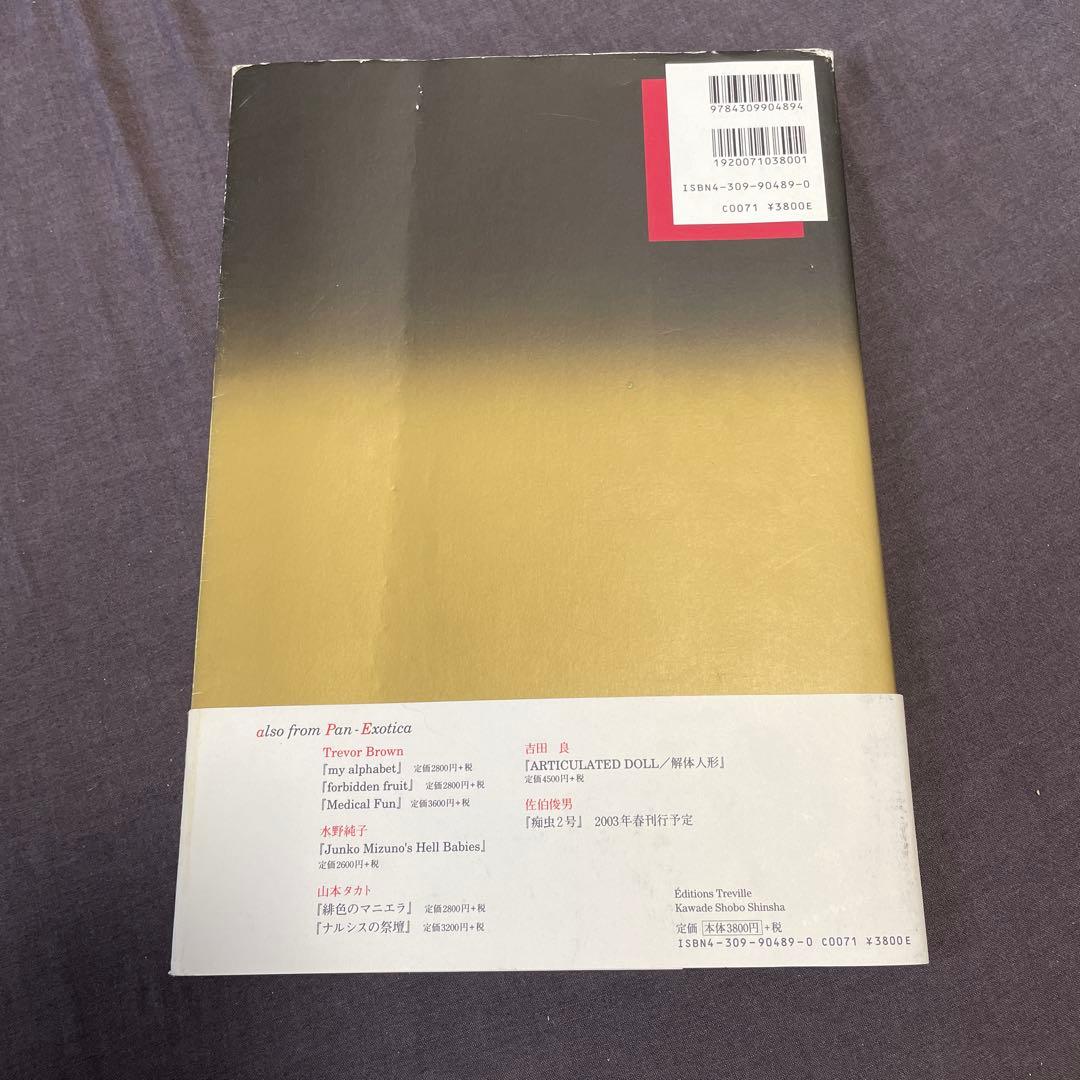 9784309904894
1920071038001
ISBN4-309-90489-0
C0071 ¥3800E
also from Pan-Exotica
Trevor Brown
『my alphabet』 定価2800円+税
『forbidden fruit』 定価2800円+税
『Medical Fun』 定価3600円+税
水野純子
『Junko Mizuno's Hell Babies』
定価2600円+税
山本タカト
『緋色のマニエラ』 定価2800円+税
『ナルシスの祭壇』 定価3200円+税
吉田 良
『ARTICULATED DOLL/解体人形』
定価4500円+税
佐伯俊男
『痴虫2号』 2003年春刊行予定
Éditions Treville
Kawade Shobo Shinsha
定価 本体3800円+税
ISBN4-309-90489-0 C0071 ¥3800E